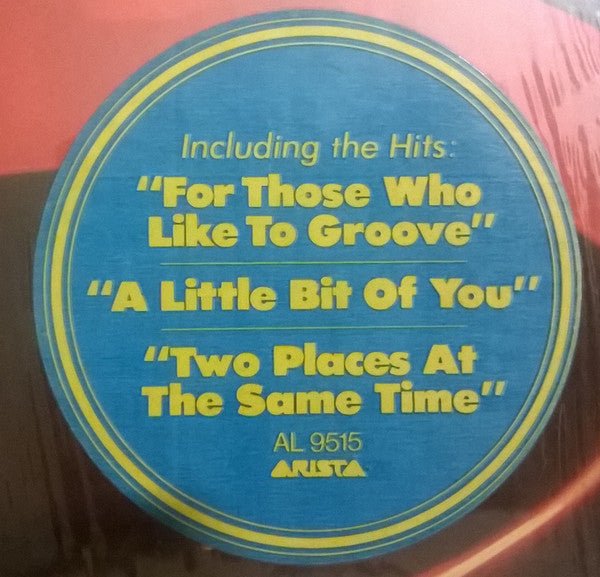 Including the Hits:
"For Those Who
Like To Groove"
"A Little Bit Of You"
"Two Places At
The Same Time"
AL 9515
ARISTA